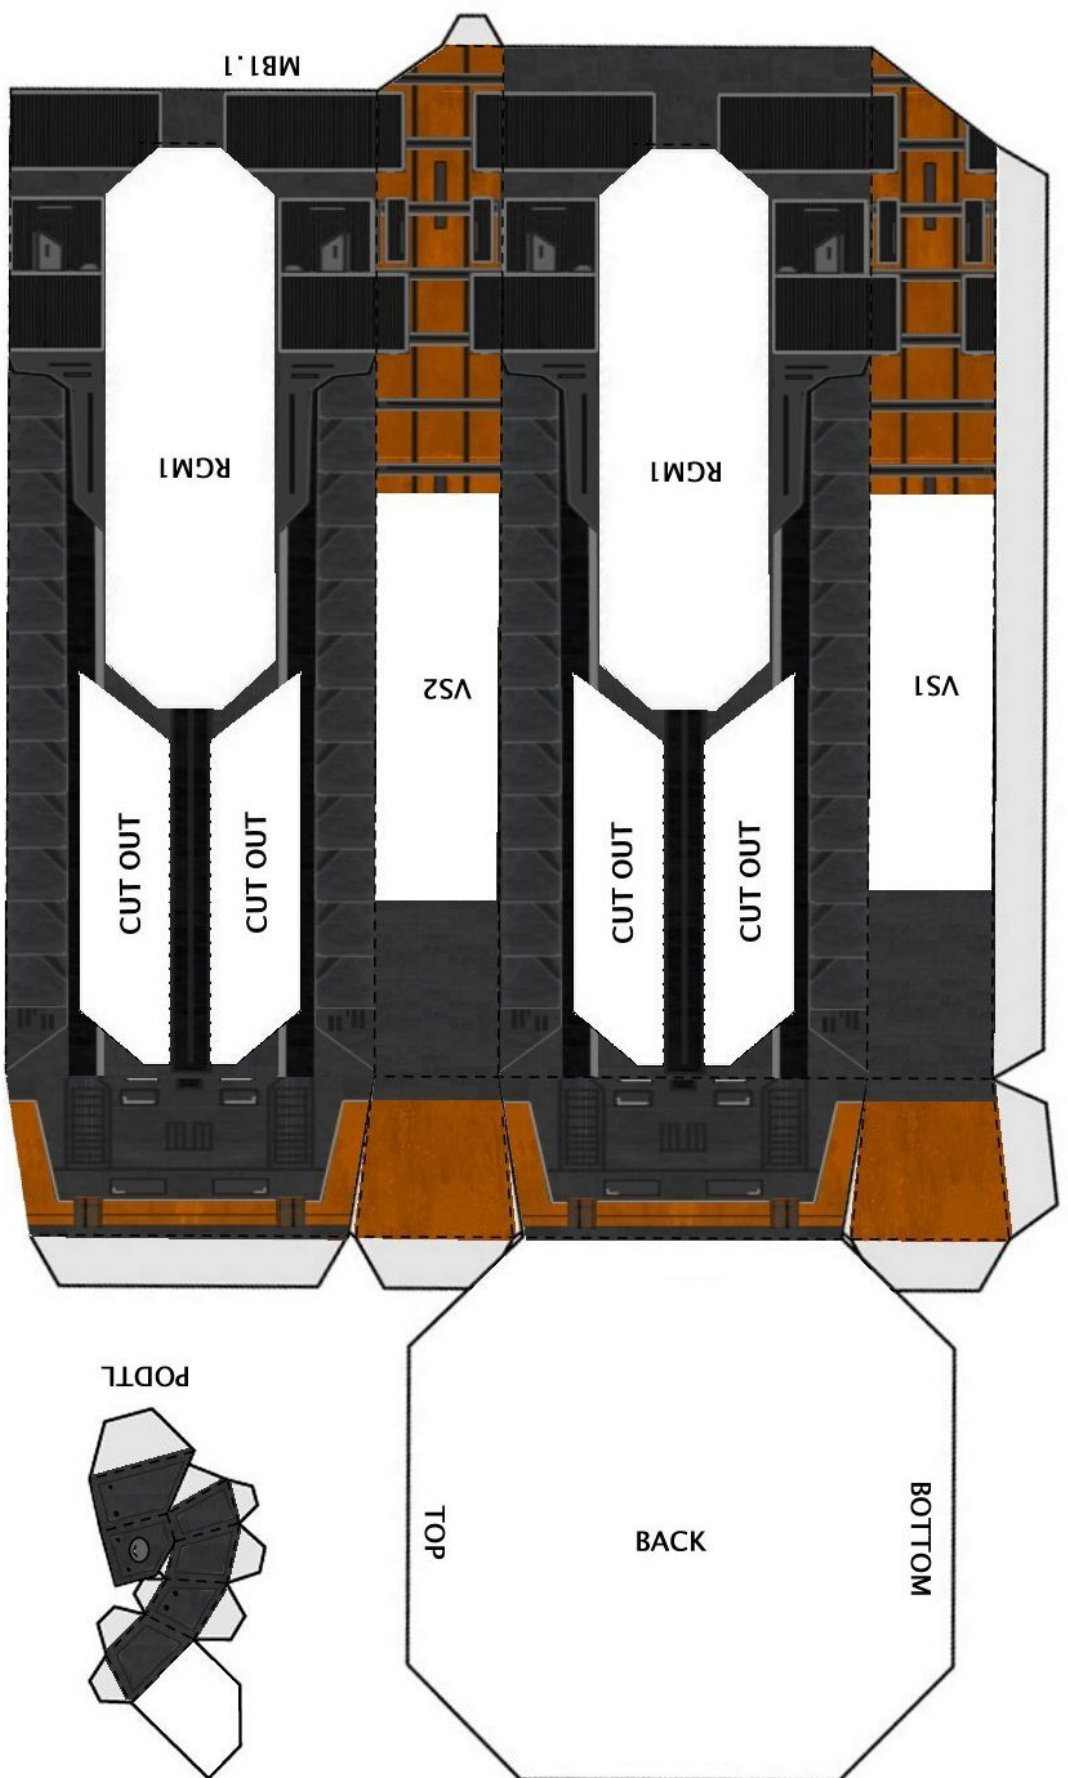 MB1.1
RGM1
RGM1
VS2
VS1
CUT OUT
CUT OUT
CUT OUT
CUT OUT
PODTL
TOP
BACK
BOTTOM